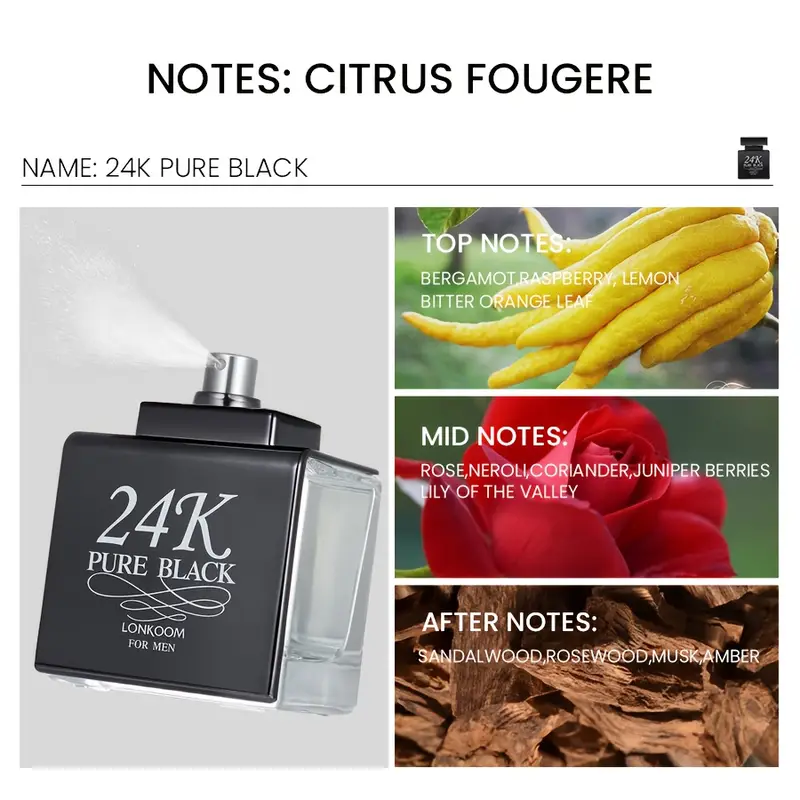 NOTES: CITRUS FOUGERE
NAME: 24K PURE BLACK
24K
PURE BLACK
TOP NOTES:
BERGAMOT,RASPBERRY, LEMON
BITTER ORANGE LEAF
MID NOTES:
ROSE,NEROLI,CORIANDER,JUNIPER BERRIES
LILY OF THE VALLEY
AFTER NOTES:
SANDALWOOD,ROSEWOOD,MUSK,AMBER
24K
PURE BLACK
LONKOOM
FOR MEN